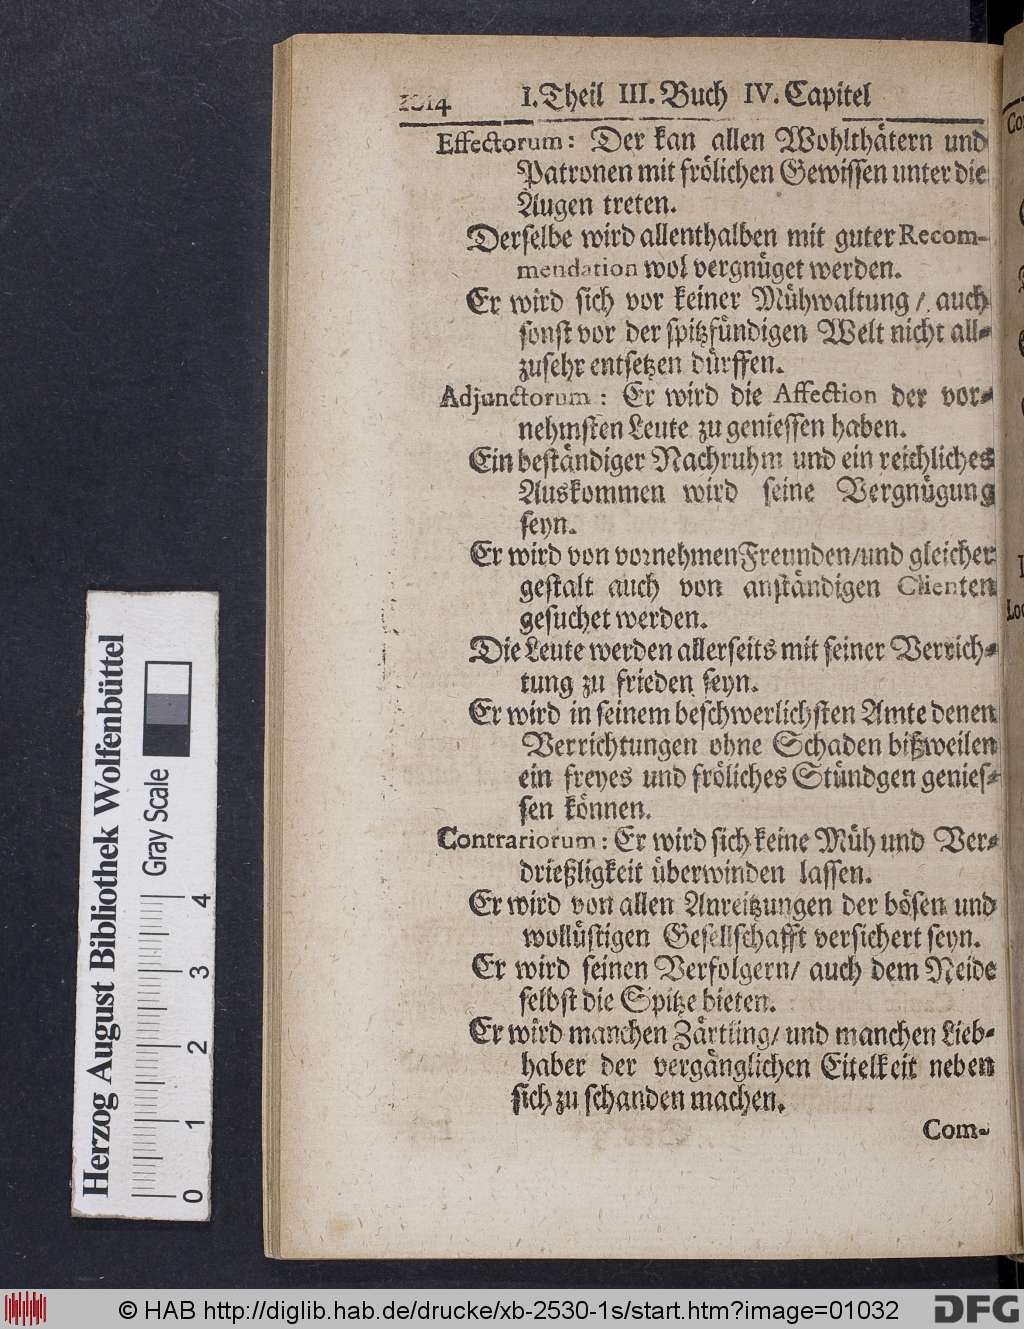 1014 I. Theil III. Buch IV. Capitel
Effectorum: Der kan allen Wohlthätern und
Patronen mit frölichen Gewissen unter die
Augen treten.
Derselbe wird allenthalben mit guter Recom-
mendation wol vergnüget werden.
Er wird sich vor keiner Mühwaltung / auch
sonst vor der spitzfündigen Welt nicht all-
zusehr entsetzen dürffen.
Adjunctorum: Er wird die Affection der vor-
nehmsten Leute zu geniessen haben.
Ein beständiger Nachruhm und ein reichliches
Auskommen wird seine Vergnügung
seyn.
Er wird von vornehmen Freunden/und gleicher
gestalt auch von anständigen Clienten
gesuchet werden.
Die Leute werden allerseits mit seiner Verrich-
tung zu frieden seyn.
Er wird in seinem beschwerlichsten Amte denen
Verrichtungen ohne Schaden bißweilen
ein freyes und fröliches Stündgen genies-
sen können.
Contrariorum: Er wird sich keine Müh und Ver-
drießligkeit überwinden lassen.
Er wird von allen Anreitzungen der bösen und
wollüstigen Gesellschafft versichert seyn.
Er wird seinen Verfolgern/ auch dem Neide
selbst die Spitze bieten.
Er wird manchen Zärtling/ und manchen Lieb-
haber der vergänglichen Eitelkeit neben
sich zu schanden machen.
Com-
Herzog August Bibliothek Wolfenbüttel
Gray Scale
0 1 2 3 4
© HAB http://diglib.hab.de/drucke/xb-2530-1s/start.htm?image=01032
DFG